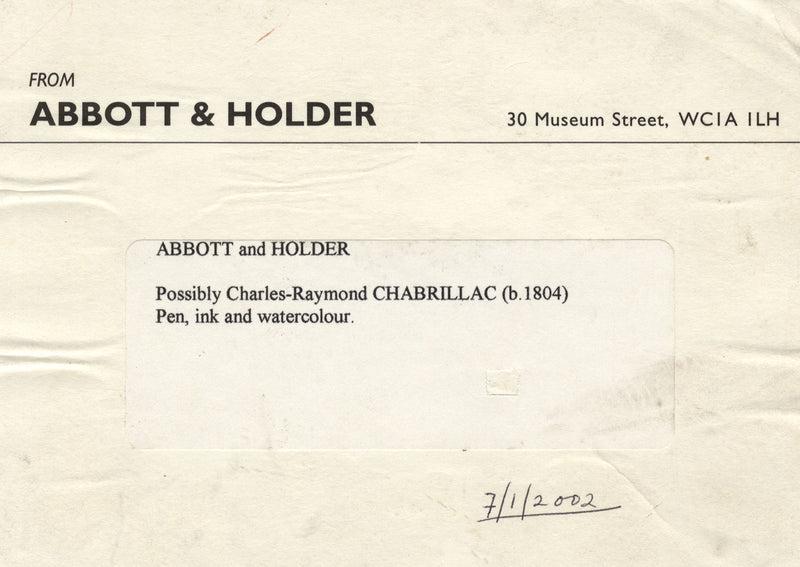 FROM
ABBOTT & HOLDER
30 Museum Street, WC1A 1LH
ABBOTT and HOLDER
Possibly Charles-Raymond CHABRILLAC (b.1804)
Pen, ink and watercolour.
7/1/2002